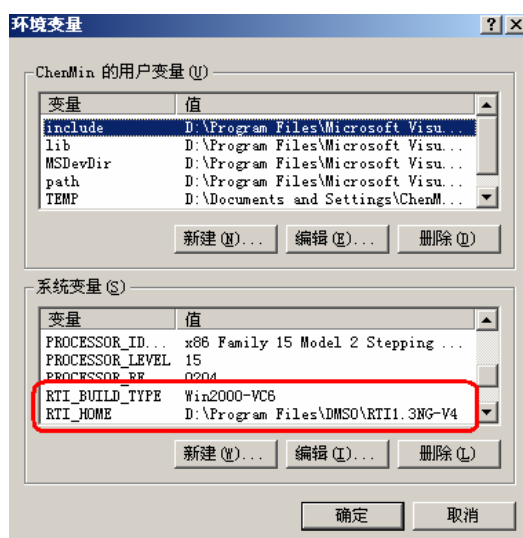 环境变量
ChenMin 的用户变量(U)
变量 值
include D:\Program Files\Microsoft Visu...
lib D:\Program Files\Microsoft Visu...
MSDevDir D:\Program Files\Microsoft Visu...
path D:\Program Files\Microsoft Visu...
TEMP D:\Documents and Settings\ChenM...
新建(N)... 编辑(E)... 删除(D)
系统变量(S)
变量 值
PROCESSOR_ID... x86 Family 15 Model 2 Stepping ...
PROCESSOR_LEVEL 15
PROCESSOR_RE... 0204
RTI_BUILD_TYPE Win2000-VC6
RTI_HOME D:\Program Files\DMSO\RTI1.3NG-V4
新建(W)... 编辑(I)... 删除(L)
确定 取消